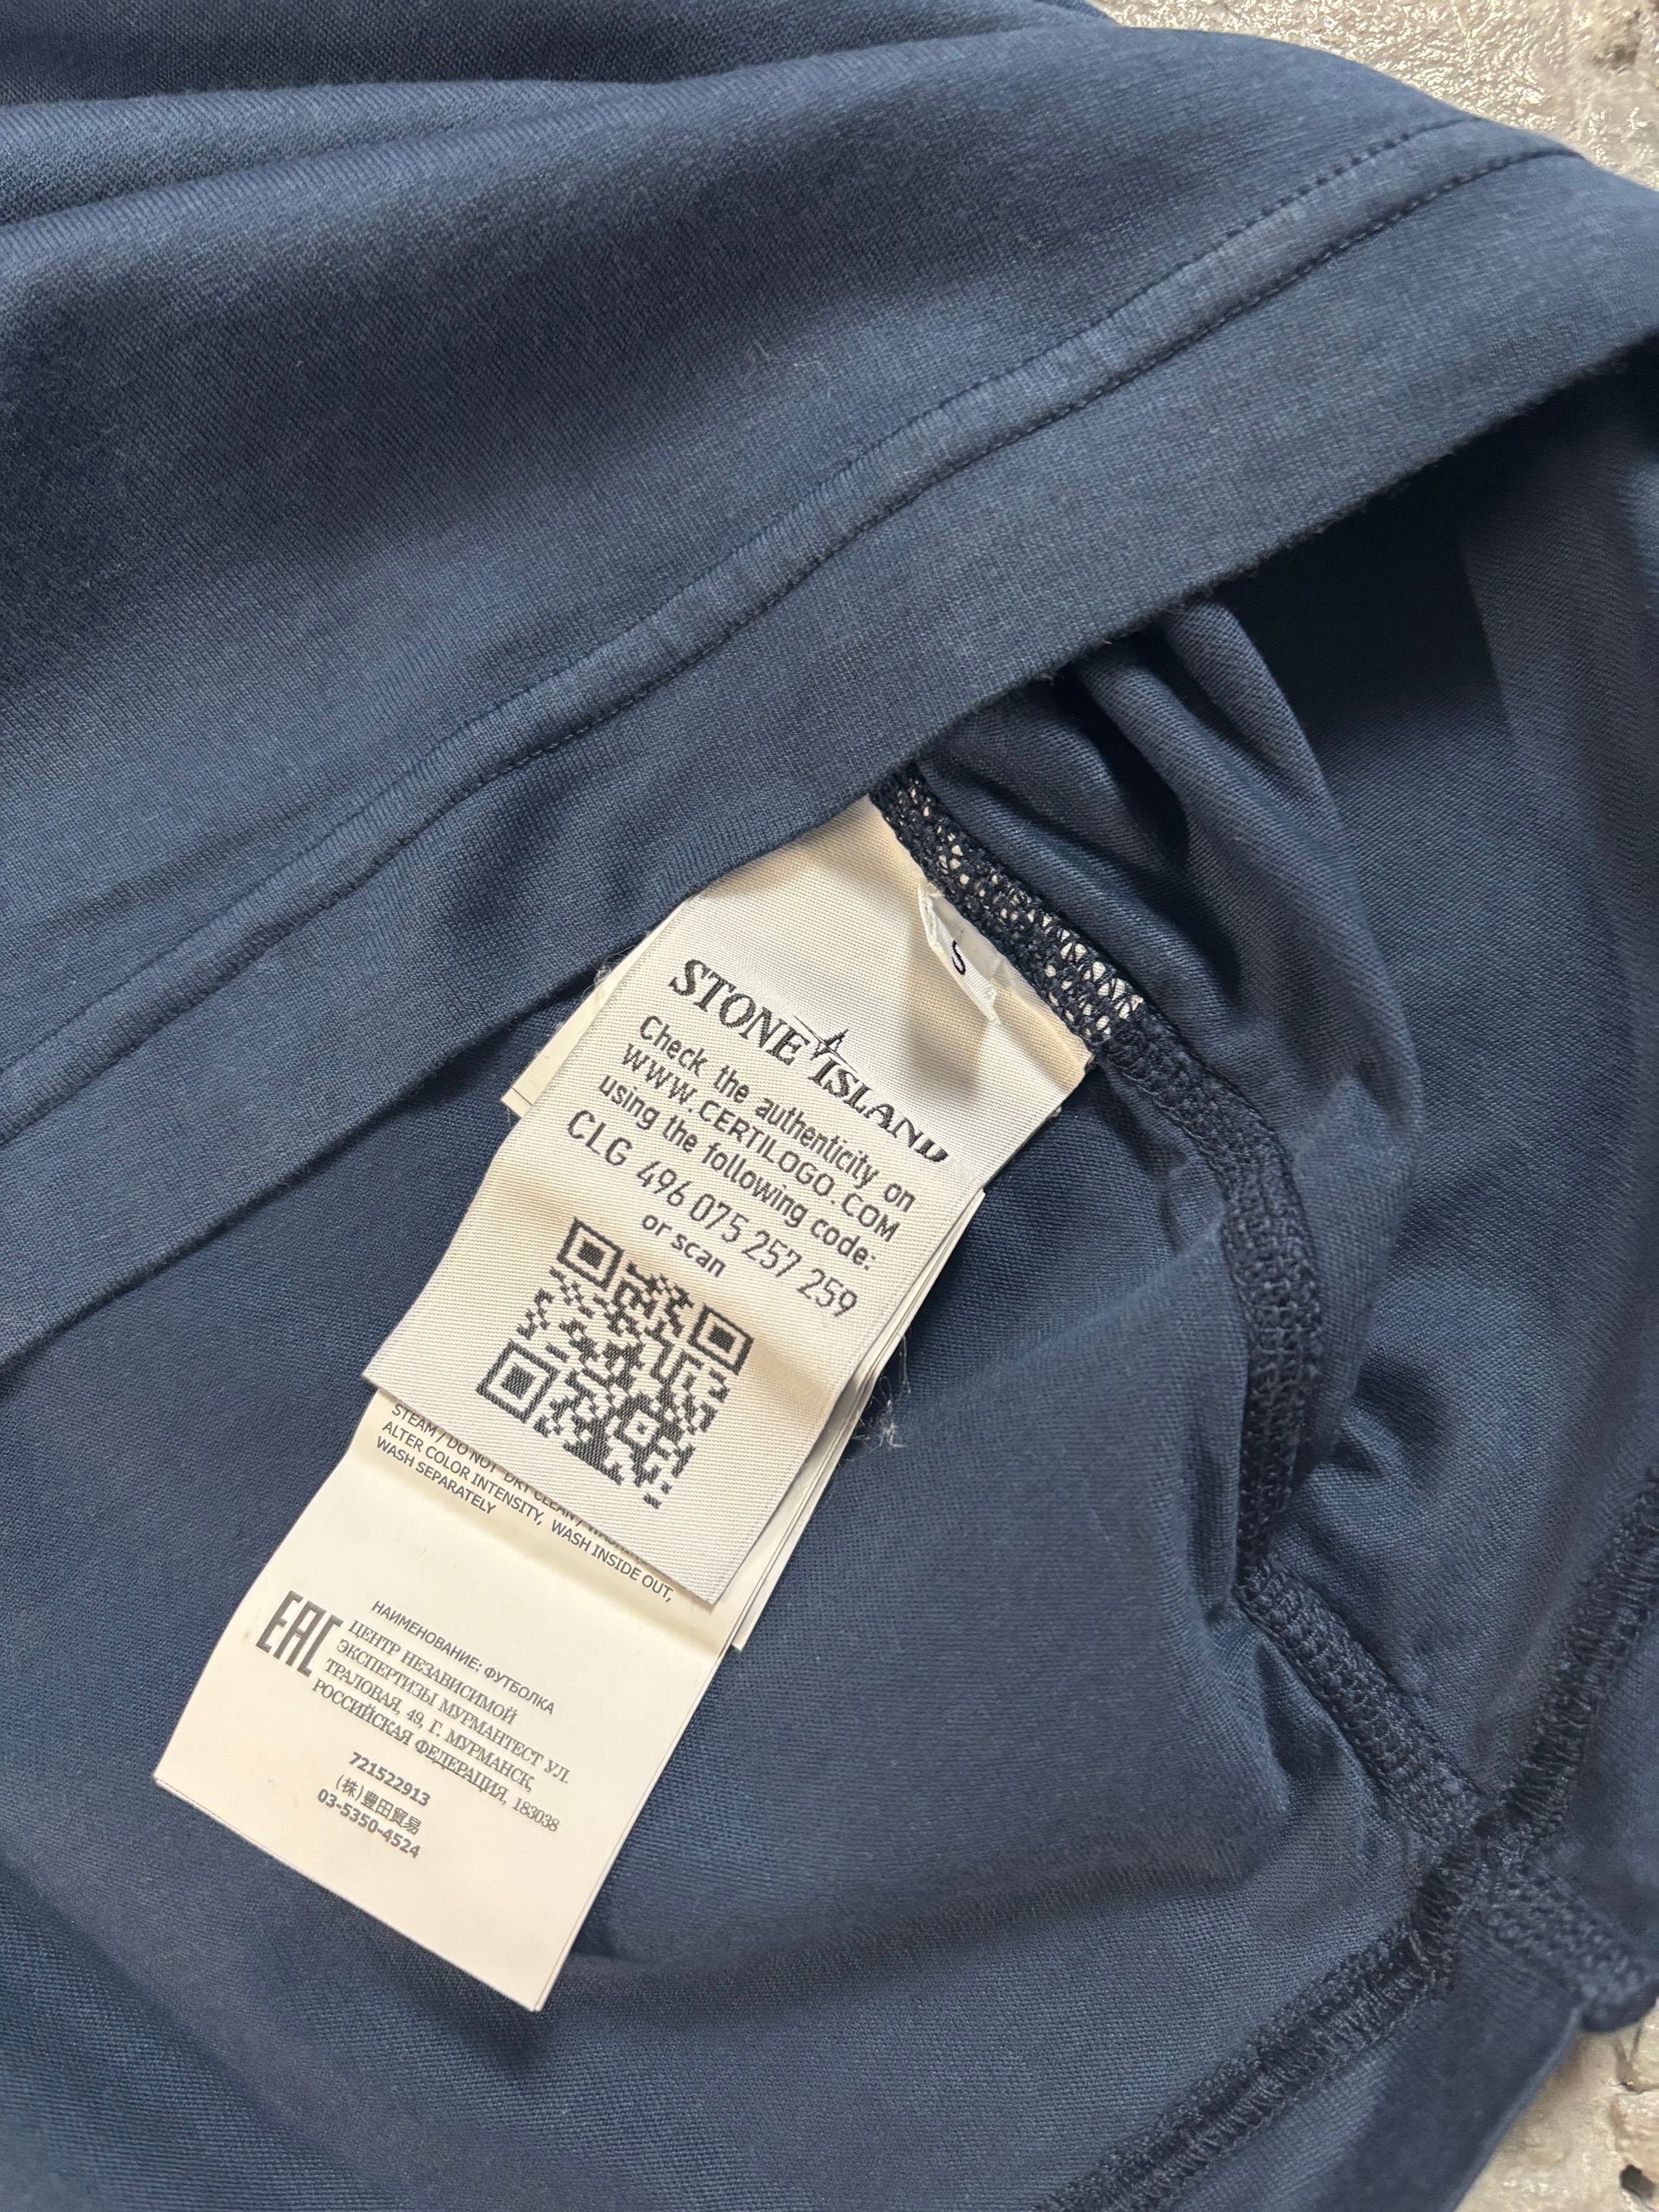 S
STONE ISLAND
Check the authenticity on
WWW.CERTILOGO.COM
using the following code:
CLG 496 075 257 259
or scan
STEAM / DO NOT DRY CLEAN /
ALTER COLOR INTENSITY, WASH INSIDE OUT,
WASH SEPARATELY
EAC
НАИМЕНОВАНИЕ: ФУТБОЛКА
ЦЕНТР НЕЗАВИСИМОЙ
ЭКСПЕРТИЗЫ МУРМАНТЕСТ УЛ.
ТРАЛОВАЯ, 49, Г. МУРМАНСК,
РОССИЙСКАЯ ФЕДЕРАЦИЯ, 183038
721522913
(株)豊田貿易
03-5350-4524